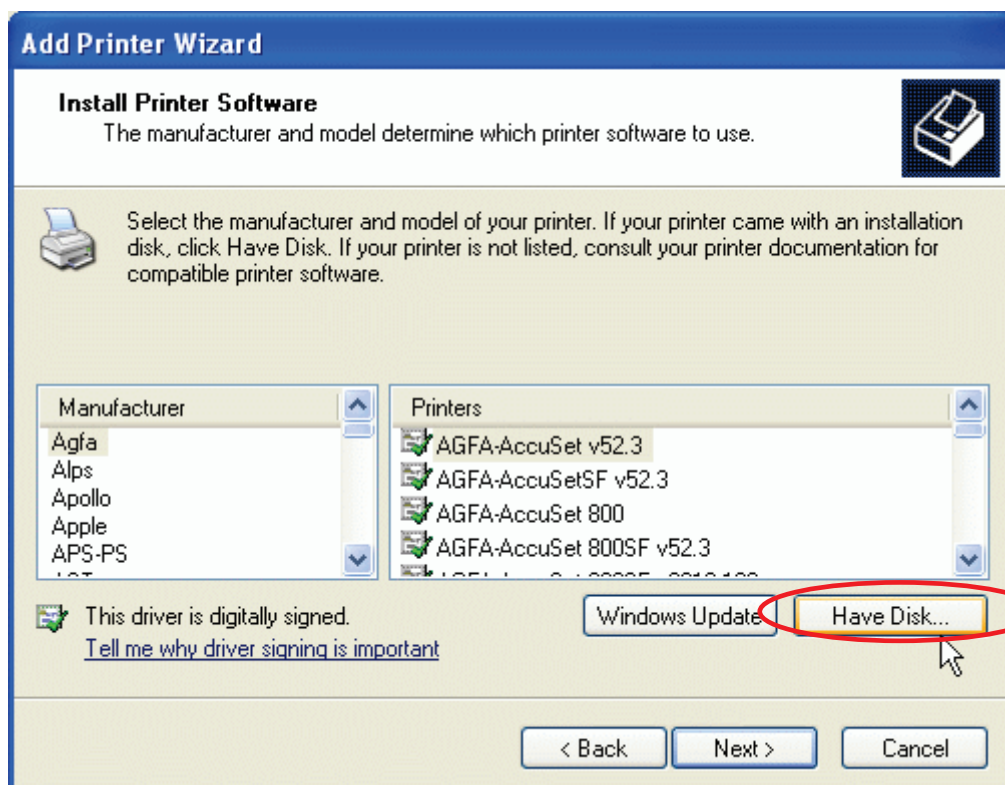 Add Printer Wizard
Install Printer Software
The manufacturer and model determine which printer software to use.
Select the manufacturer and model of your printer. If your printer came with an installation
disk, click Have Disk. If your printer is not listed, consult your printer documentation for
compatible printer software.
Manufacturer
Agfa
Alps
Apollo
Apple
APS-PS
Printers
AGFA-AccuSet v52.3
AGFA-AccuSetSF v52.3
AGFA-AccuSet 800
AGFA-AccuSet 800SF v52.3
This driver is digitally signed.
Tell me why driver signing is important
Windows Update
Have Disk...
< Back
Next >
Cancel